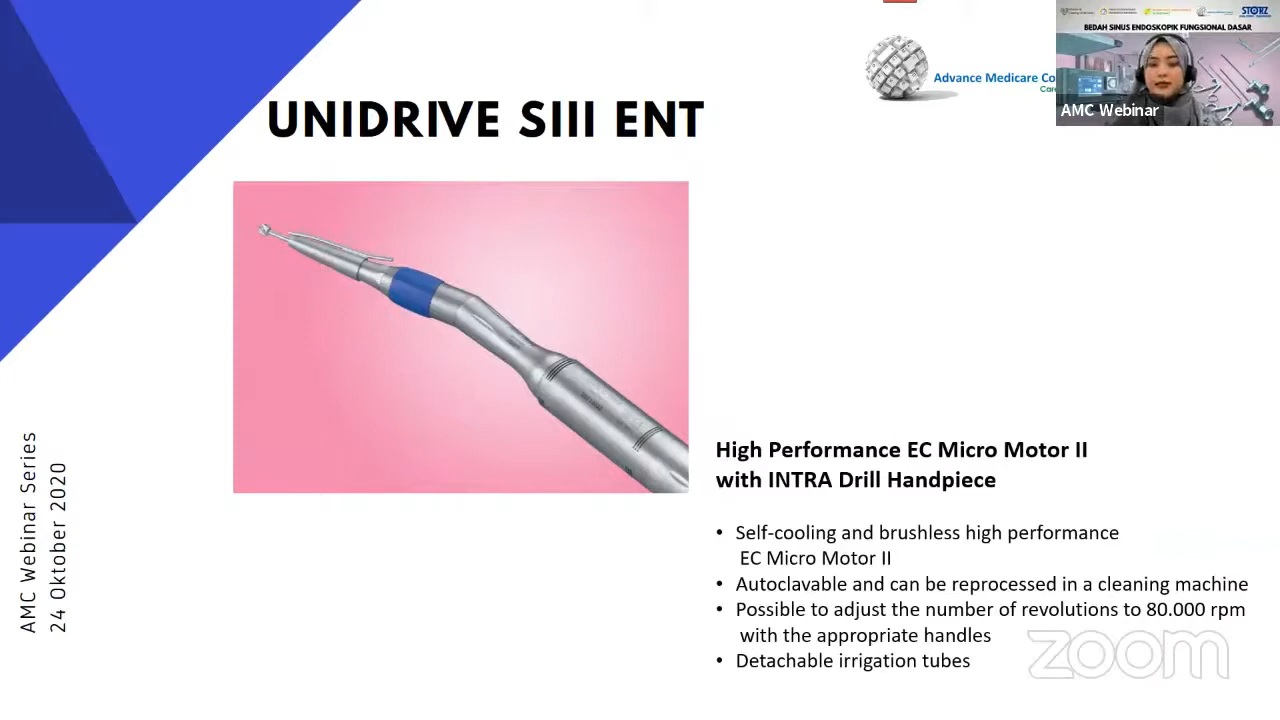 STORZ
BEDAH SINUS ENDOSKOPIK FUNGSIONAL DASAR
Advance Medicare Co
Care
AMC Webinar
UNIDRIVE SIII ENT
High Performance EC Micro Motor II
with INTRA Drill Handpiece
• Self-cooling and brushless high performance
EC Micro Motor II
• Autoclavable and can be reprocessed in a cleaning machine
• Possible to adjust the number of revolutions to 80.000 rpm
with the appropriate handles
• Detachable irrigation tubes
AMC Webinar Series
24 Oktober 2020
zoom